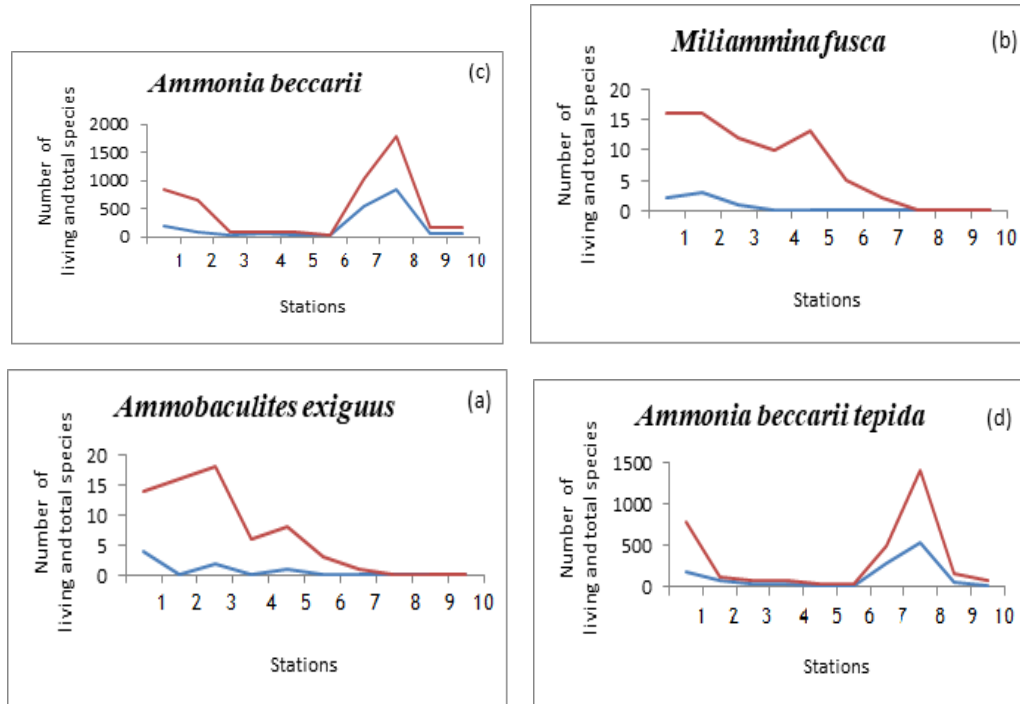 (c)
Ammonia beccarii
Number of
living and total species
2000
1500
1000
500
0
1 2 3 4 5 6 7 8 9 10
Stations
(b)
Miliammina fusca
Number of
living and total species
20
15
10
5
0
1 2 3 4 5 6 7 8 9 10
Stations
(a)
Ammobaculites exiguus
Number of
living and total species
20
15
10
5
0
1 2 3 4 5 6 7 8 9 10
Stations
(d)
Ammonia beccarii tepida
Number of
living and total species
1500
1000
500
0
1 2 3 4 5 6 7 8 9 10
Stations